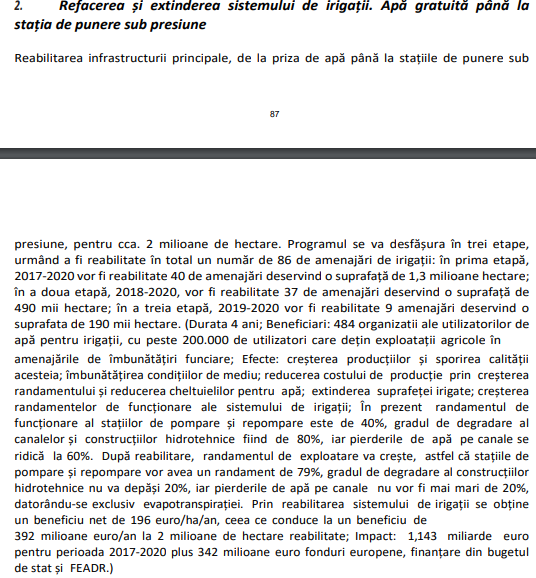 2. Refacerea și extinderea sistemului de irigații. Apă gratuită până la
stația de punere sub presiune
Reabilitarea infrastructurii principale, de la priza de apă până la stațiile de punere sub
87
presiune, pentru cca. 2 milioane de hectare. Programul se va desfășura în trei etape,
urmând a fi reabilitate în total un număr de 86 de amenajări de irigații: în prima etapă,
2017-2020 vor fi reabilitate 40 de amenajări deservind o suprafață de 1,3 milioane hectare;
în a doua etapă, 2018-2020, vor fi reabilitate 37 de amenajări deservind o suprafață de
490 mii hectare; în a treia etapă, 2019-2020 vor fi reabilitate 9 amenajări deservind o
suprafata de 190 mii hectare. (Durata 4 ani; Beneficiari: 484 organizatii ale utilizatorilor de
apă pentru irigații, cu peste 200.000 de utilizatori care dețin exploatații agricole în
amenajările de îmbunătățiri funciare; Efecte: creșterea producțiilor și sporirea calității
acesteia; îmbunătățirea condițiilor de mediu; reducerea costului de producție prin creșterea
randamentului și reducerea cheltuielilor pentru apă; extinderea suprafeței irigate; creșterea
randamentelor de funcționare ale sistemului de irigații; În prezent randamentul de
funcționare al stațiilor de pompare și repompare este de 40%, gradul de degradare al
canalelor și construcțiilor hidrotehnice fiind de 80%, iar pierderile de apă pe canale se
ridică la 60%. După reabilitare, randamentul de exploatare va crește, astfel că stațiile de
pompare și repompare vor avea un randament de 79%, gradul de degradare al construcțiilor
hidrotehnice nu va depăși 20%, iar pierderile de apă pe canale nu vor fi mai mari de 20%,
datorându-se exclusiv evapotranspirației. Prin reabilitarea sistemului de irigații se obține
un beneficiu net de 196 euro/ha/an, ceea ce conduce la un beneficiu de
392 milioane euro/an la 2 milioane de hectare reabilitate; Impact: 1,143 miliarde euro
pentru perioada 2017-2020 plus 342 milioane euro fonduri europene, finanțare din bugetul
de stat și FEADR.)